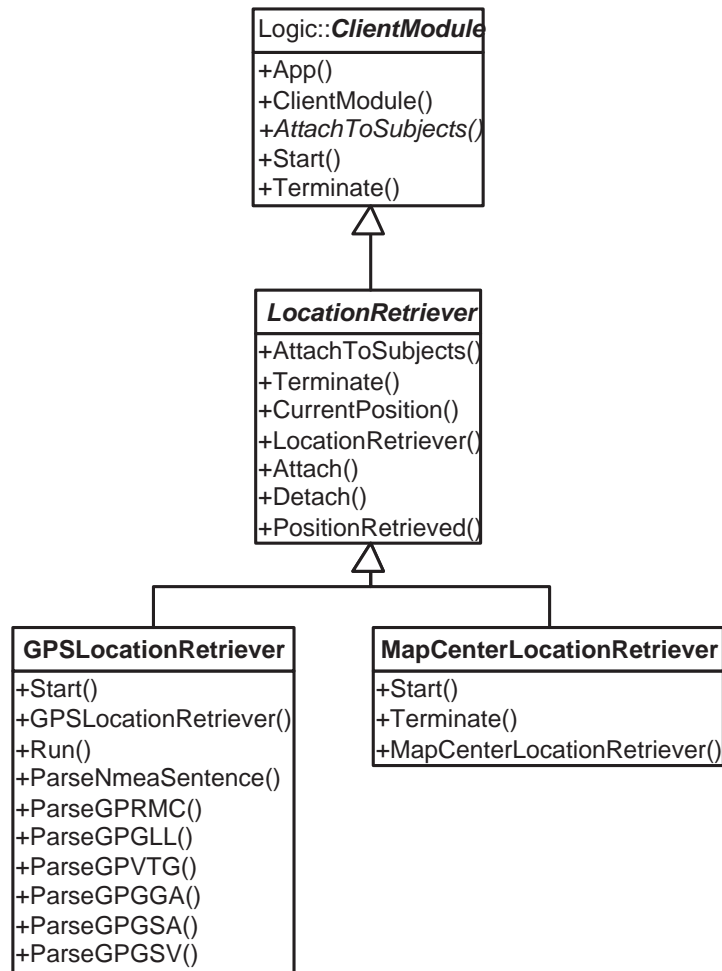 Logic::ClientModule
+App()
+ClientModule()
+AttachToSubjects()
+Start()
+Terminate()
LocationRetriever
+AttachToSubjects()
+Terminate()
+CurrentPosition()
+LocationRetriever()
+Attach()
+Detach()
+PositionRetrieved()
GPSLocationRetriever
+Start()
+GPSLocationRetriever()
+Run()
+ParseNmeaSentence()
+ParseGPRMC()
+ParseGPGLL()
+ParseGPVTG()
+ParseGPGGA()
+ParseGPGSA()
+ParseGPGSV()
MapCenterLocationRetriever
+Start()
+Terminate()
+MapCenterLocationRetriever()